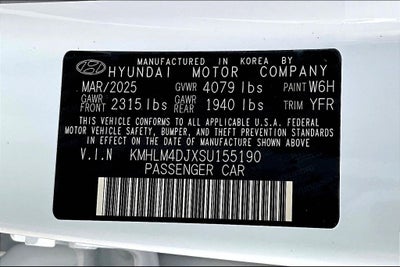 MANUFACTURED IN KOREA BY
HYUNDAI MOTOR COMPANY
MAR/2025 GVWR 4079 lbs PAINT W6H
GAWR FRONT 2315 lbs GAWR REAR 1940 lbs TRIM YFR
THIS VEHICLE CONFORMS TO ALL APPLICABLE U.S.A. FEDERAL
MOTOR VEHICLE SAFETY, BUMPER, AND THEFT PREVENTION STANDARDS
IN EFFECT ON THE DATE OF MANUFACTURE SHOWN ABOVE.
V.I.N KMHLM4DJXSU155190
PASSENGER CAR